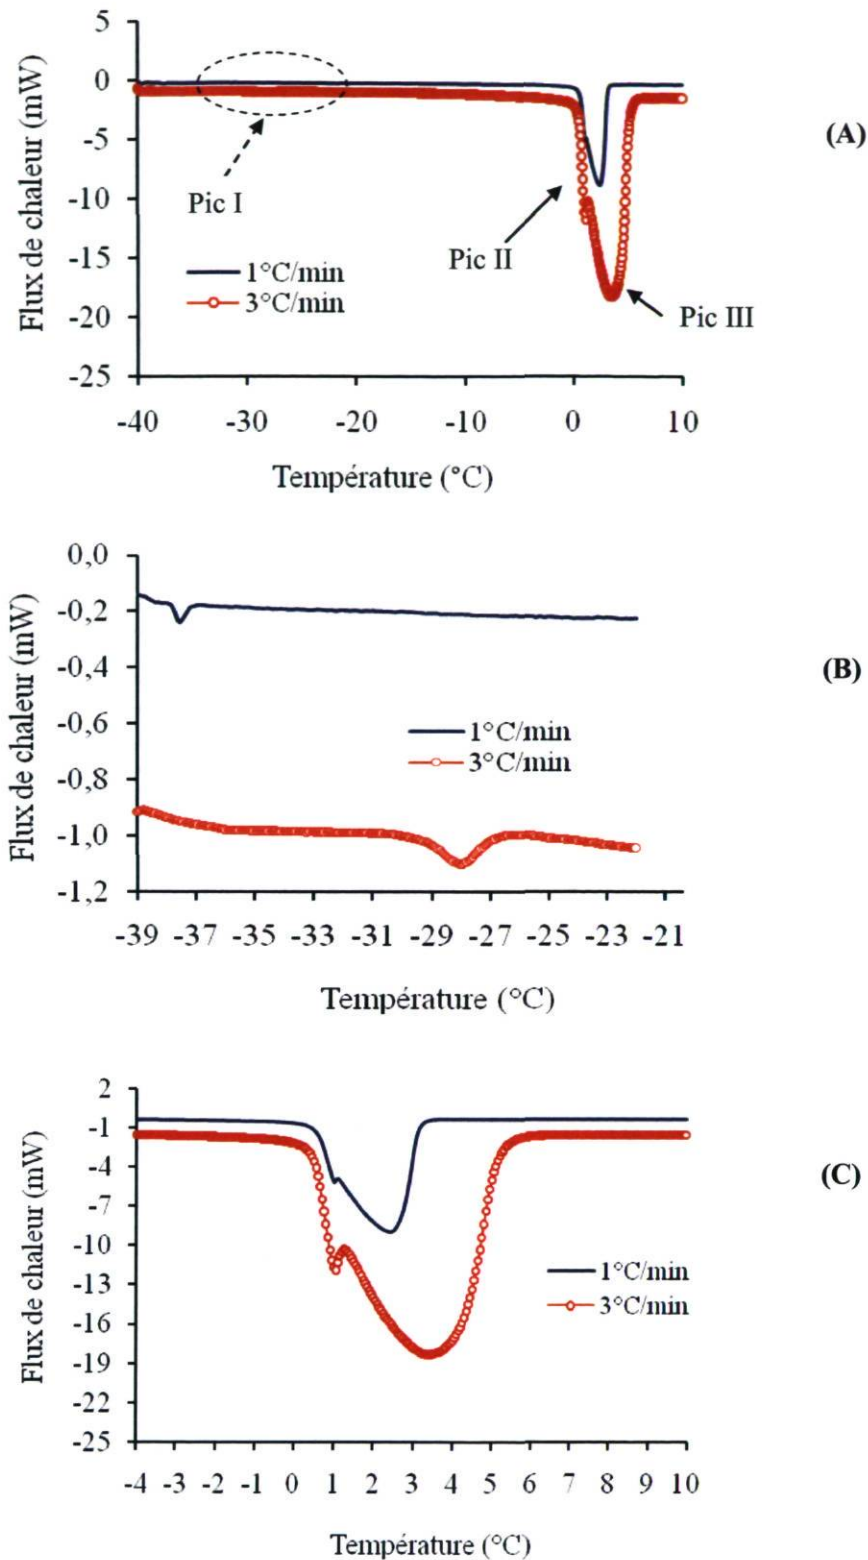 5
0
-5
-10
-15
-20
-25
Flux de chaleur (mW)
Pic I
Pic II
Pic III
1°C/min
3°C/min
(A)
-40 -30 -20 -10 0 10
Température (°C)
0,0
-0,2
-0,4
-0,6
-0,8
-1,0
-1,2
Flux de chaleur (mW)
1°C/min
3°C/min
(B)
-39 -37 -35 -33 -31 -29 -27 -25 -23 -21
Température (°C)
2
-1
-4
-7
-10
-13
-16
-19
-22
-25
Flux de chaleur (mW)
1°C/min
3°C/min
(C)
-4 -3 -2 -1 0 1 2 3 4 5 6 7 8 9 10
Température (°C)